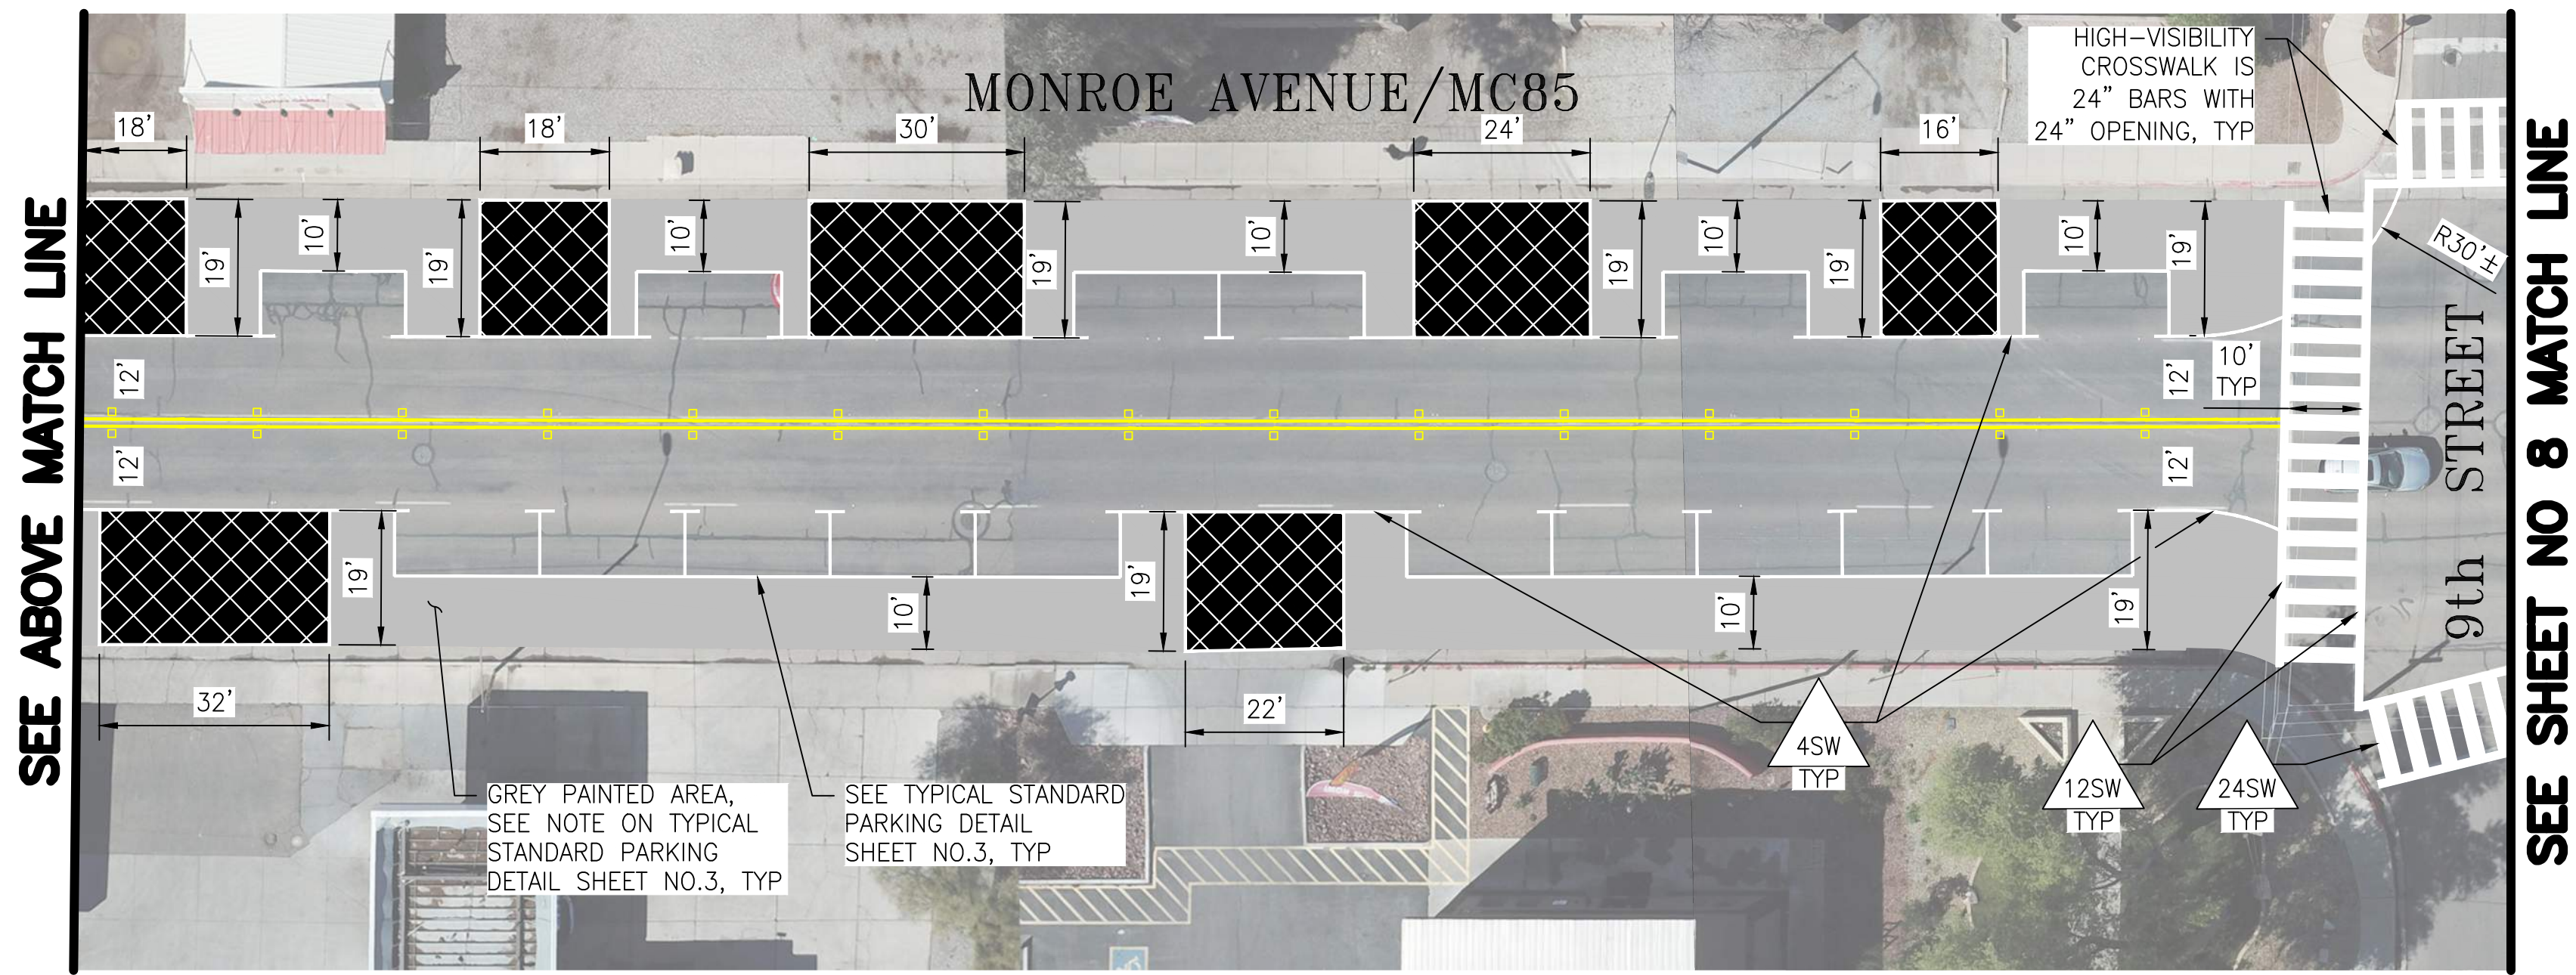 SEE ABOVE MATCH LINE
MONROE AVENUE/MC85
HIGH-VISIBILITY
CROSSWALK IS
24" BARS WITH
24" OPENING, TYP
SEE SHEET NO 8 MATCH LINE
18'
18'
30'
24'
16'
19'
10'
19'
10'
19'
10'
19'
10'
19'
10'
19'
R30'±
12'
12'
10'
TYP
12'
12'
9th STREET
19'
10'
19'
10'
19'
32'
22'
4SW
TYP
12SW
TYP
24SW
TYP
GREY PAINTED AREA,
SEE NOTE ON TYPICAL
STANDARD PARKING
DETAIL SHEET NO.3, TYP
SEE TYPICAL STANDARD
PARKING DETAIL
SHEET NO.3, TYP